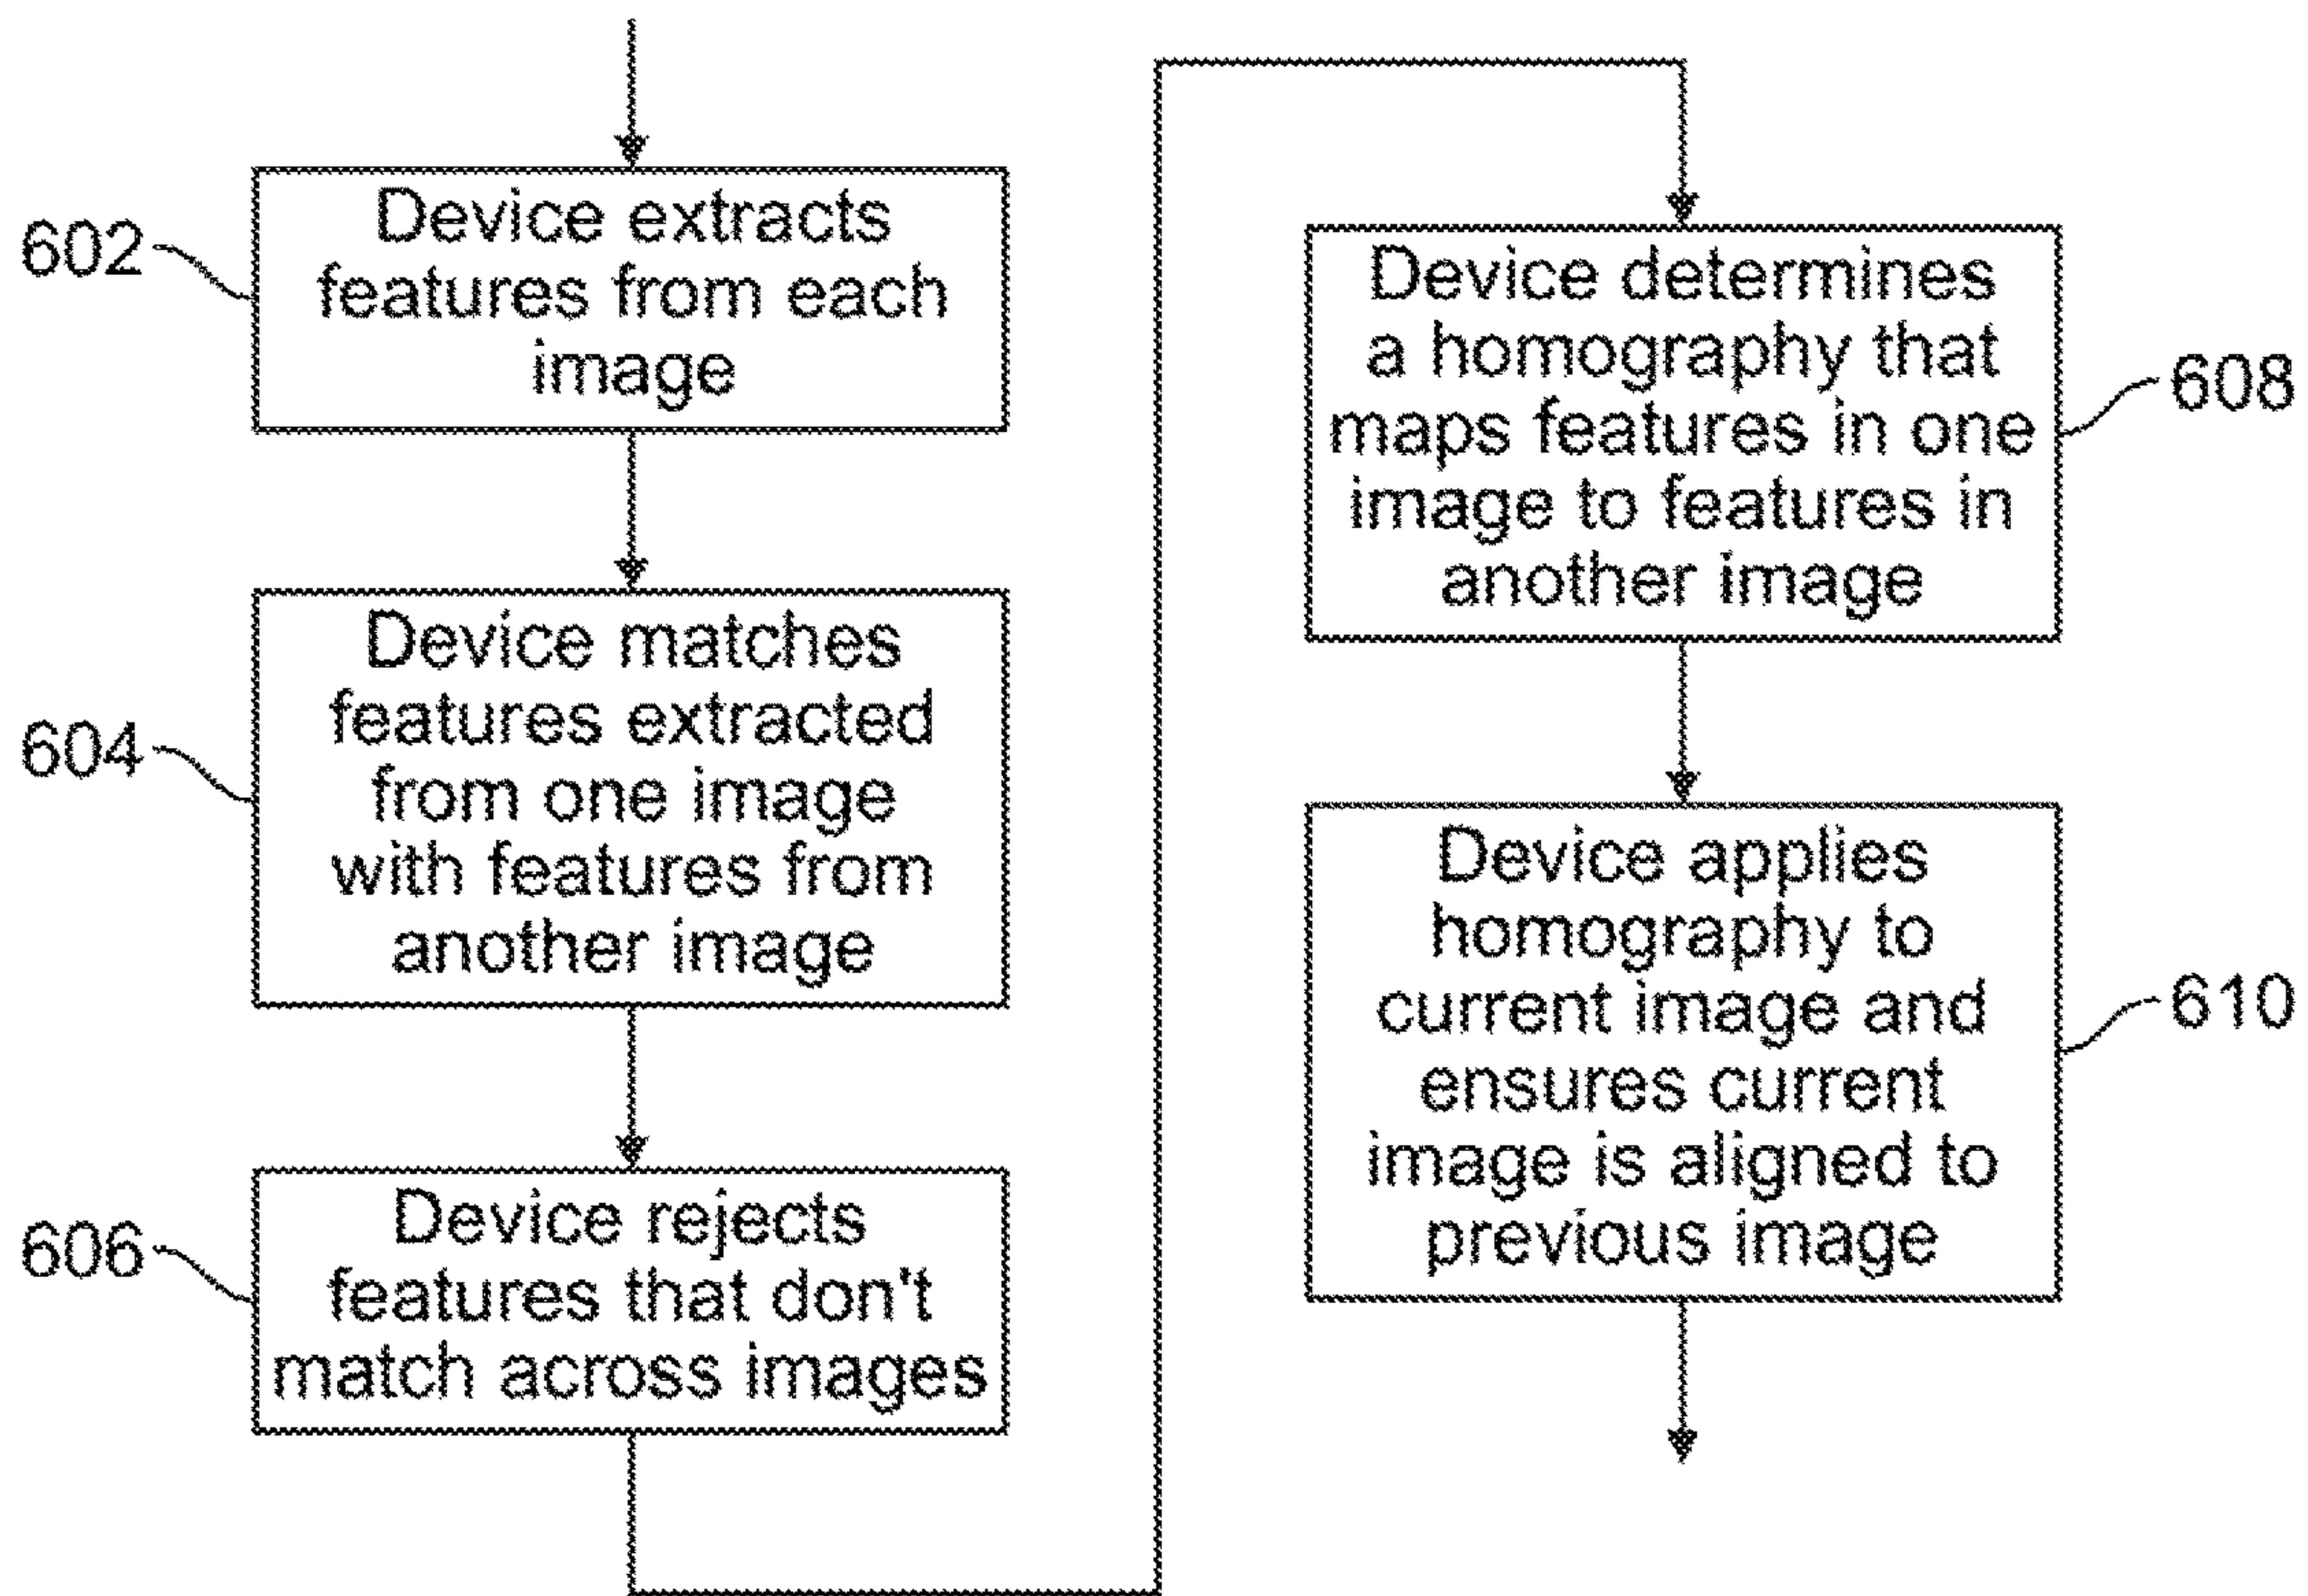 602
Device extracts
features from each
image
604
Device matches
features extracted
from one image
with features from
another image
606
Device rejects
features that don't
match across images
Device determines
a homography that
maps features in one
image to features in
another image
608
Device applies
homography to
current image and
ensures current
image is aligned to
previous image
610